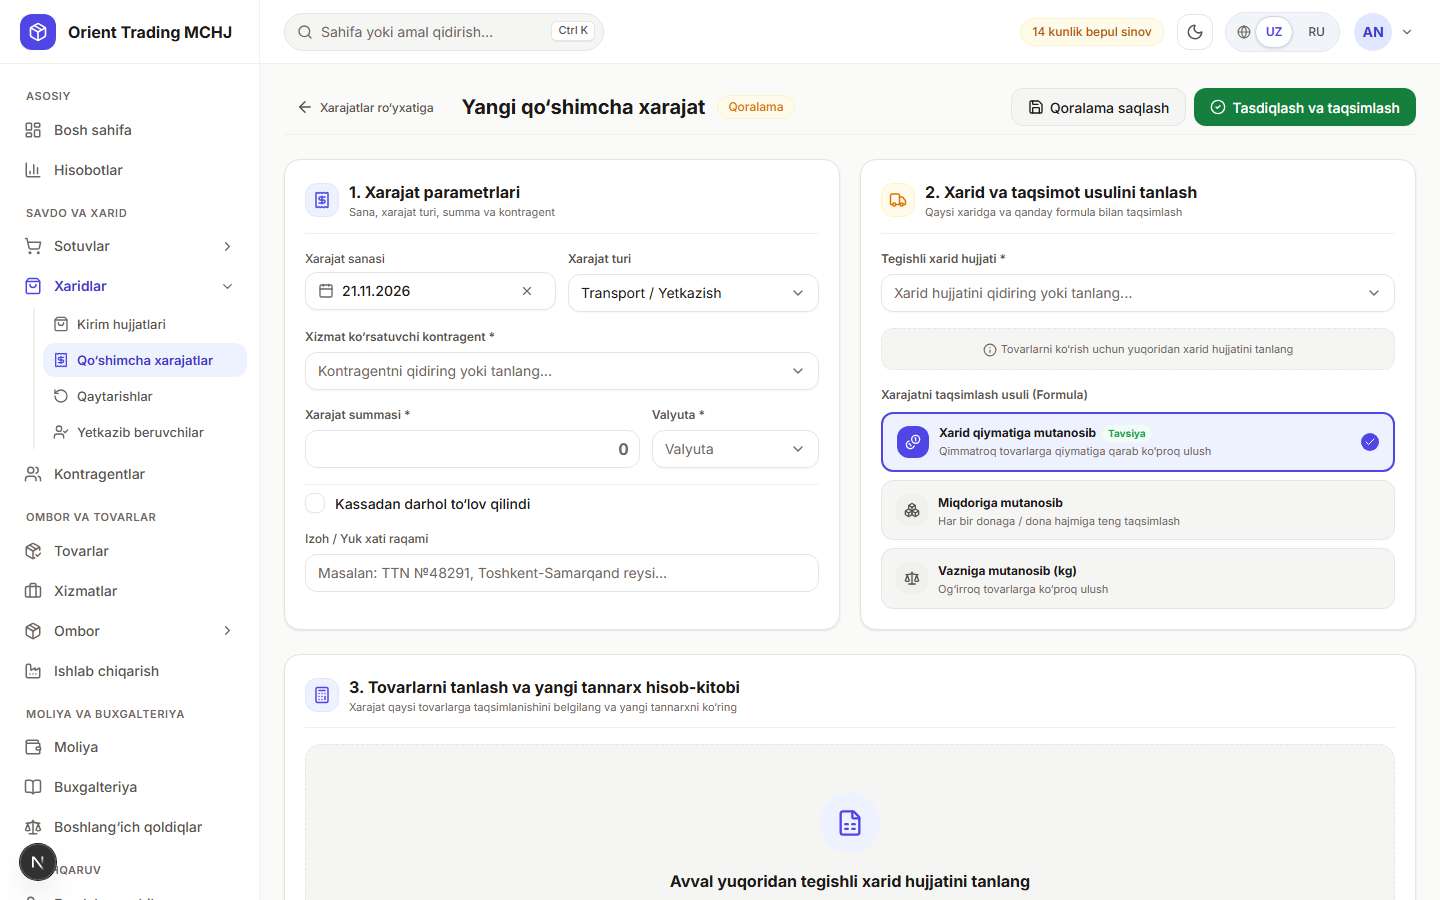 Orient Trading MCHJ
Sahifa yoki amal qidirish...
Ctrl K
14 kunlik bepul sinov
UZ
RU
AN
ASOSIY
Bosh sahifa
Hisobotlar
SAVDO VA XARID
Sotuvlar
Xaridlar
Kirim hujjatlari
Qo‘shimcha xarajatlar
Qaytarishlar
Yetkazib beruvchilar
Kontragentlar
OMBOR VA TOVARLAR
Tovarlar
Xizmatlar
Ombor
Ishlab chiqarish
MOLIYA VA BUXGALTERIYA
Moliya
Buxgalteriya
Boshlang‘ich qoldiqlar
N
Xarajatlar ro‘yxatiga
Yangi qo‘shimcha xarajat
Qoralama
Qoralama saqlash
Tasdiqlash va taqsimlash
1. Xarajat parametrlari
Sana, xarajat turi, summa va kontragent
Xarajat sanasi
Xarajat turi
21.11.2026
Transport / Yetkazish
Xizmat ko‘rsatuvchi kontragent *
Kontragentni qidiring yoki tanlang...
Xarajat summasi *
Valyuta *
0
Valyuta
Kassadan darhol to‘lov qilindi
Izoh / Yuk xati raqami
Masalan: TTN №48291, Toshkent-Samarqand reysi...
2. Xarid va taqsimot usulini tanlash
Qaysi xaridga va qanday formula bilan taqsimlash
Tegishli xarid hujjati *
Xarid hujjatini qidiring yoki tanlang...
Tovarlarni ko‘rish uchun yuqoridan xarid hujjatini tanlang
Xarajatni taqsimlash usuli (Formula)
Xarid qiymatiga mutanosib
Tavsiya
Qimmatroq tovarlarga qiymatiga qarab ko‘proq ulush
Miqdoriga mutanosib
Har bir donaga / dona hajmiga teng taqsimlash
Vazniga mutanosib (kg)
Og‘irroq tovarlarga ko‘proq ulush
3. Tovarlarni tanlash va yangi tannarx hisob-kitobi
Xarajat qaysi tovarlarga taqsimlanishini belgilang va yangi tannarxni ko‘ring
Avval yuqoridan tegishli xarid hujjatini tanlang